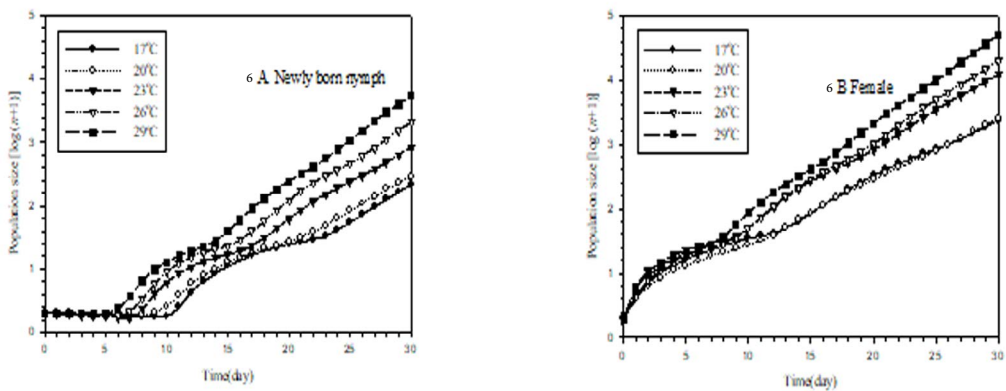 5
4
3
2
1
0
Population size [log (n+1)]
17°C
20°C
23°C
26°C
29°C
6 A Newly born nymph
0 5 10 15 20 25 30
Time(day)
5
4
3
2
1
0
Population size [log (n+1)]
17°C
20°C
23°C
26°C
29°C
6 B Female
0 5 10 15 20 25 30
Time(day)